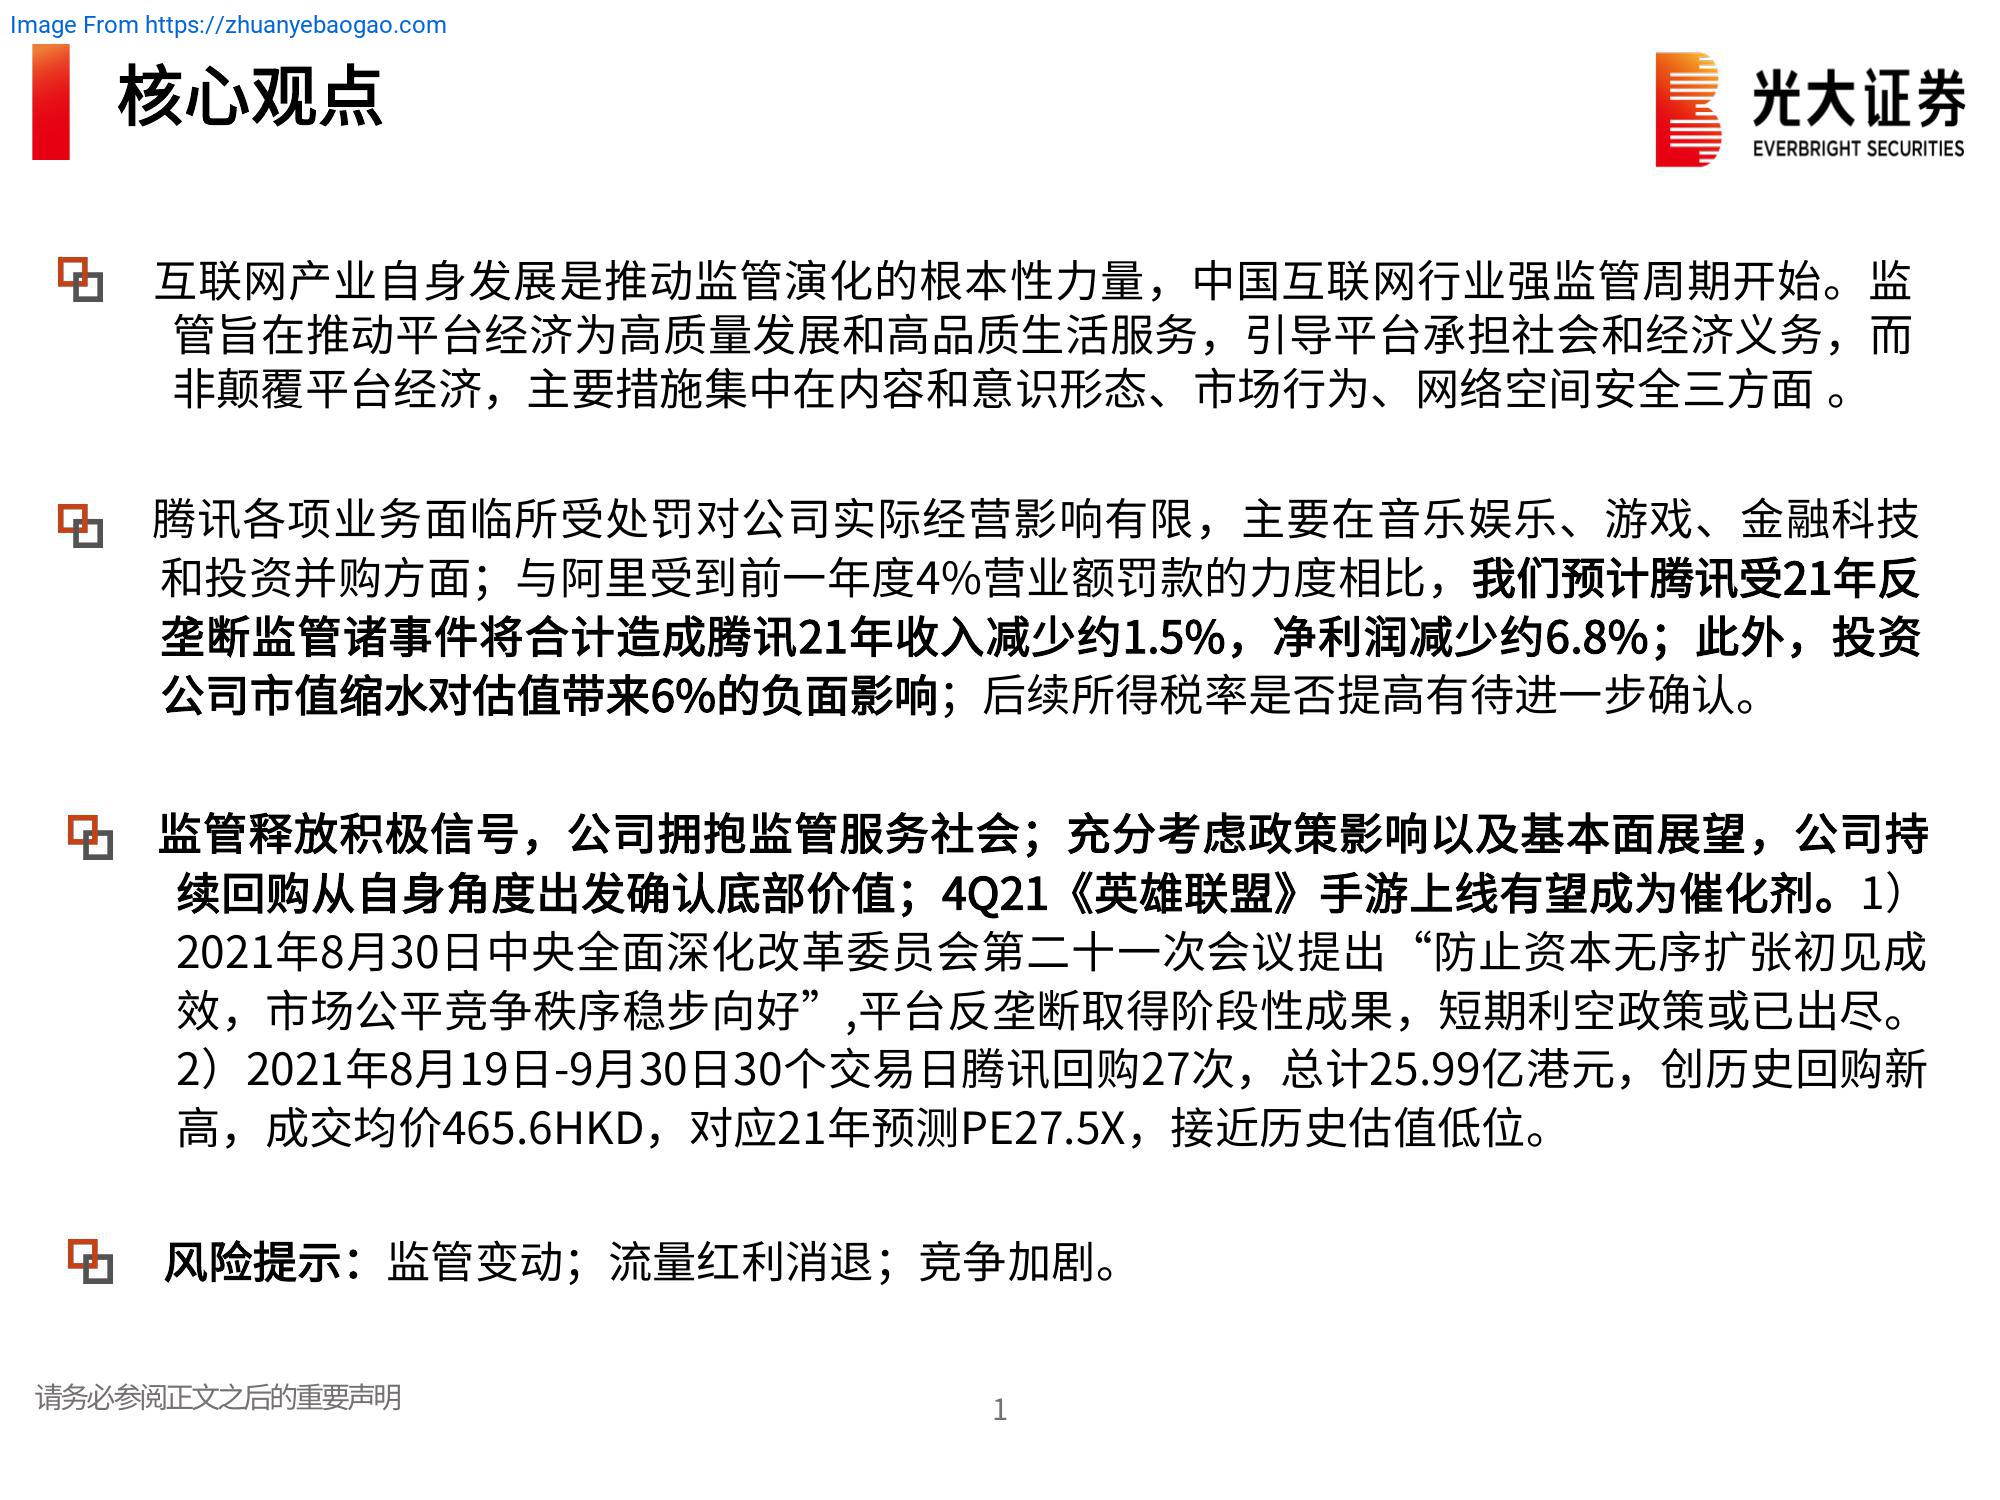 Image From https://zhuanyebaogao.com
核心观点
光大证券
EVERBRIGHT SECURITIES
互联网产业自身发展是推动监管演化的根本性力量，中国互联网行业强监管周期开始。监
管旨在推动平台经济为高质量发展和高品质生活服务，引导平台承担社会和经济义务，而
非颠覆平台经济，主要措施集中在内容和意识形态、市场行为、网络空间安全三方面 。
腾讯各项业务面临所受处罚对公司实际经营影响有限，主要在音乐娱乐、游戏、金融科技
和投资并购方面；与阿里受到前一年度4%营业额罚款的力度相比，我们预计腾讯受21年反
垄断监管诸事件将合计造成腾讯21年收入减少约1.5%，净利润减少约6.8%；此外，投资
公司市值缩水对估值带来6%的负面影响；后续所得税率是否提高有待进一步确认。
监管释放积极信号，公司拥抱监管服务社会；充分考虑政策影响以及基本面展望，公司持
续回购从自身角度出发确认底部价值；4Q21《英雄联盟》手游上线有望成为催化剂。1）
2021年8月30日中央全面深化改革委员会第二十一次会议提出“防止资本无序扩张初见成
效，市场公平竞争秩序稳步向好”,平台反垄断取得阶段性成果，短期利空政策或已出尽。
2）2021年8月19日-9月30日30个交易日腾讯回购27次，总计25.99亿港元，创历史回购新
高，成交均价465.6HKD，对应21年预测PE27.5X，接近历史估值低位。
风险提示：监管变动；流量红利消退；竞争加剧。
请务必参阅正文之后的重要声明
1